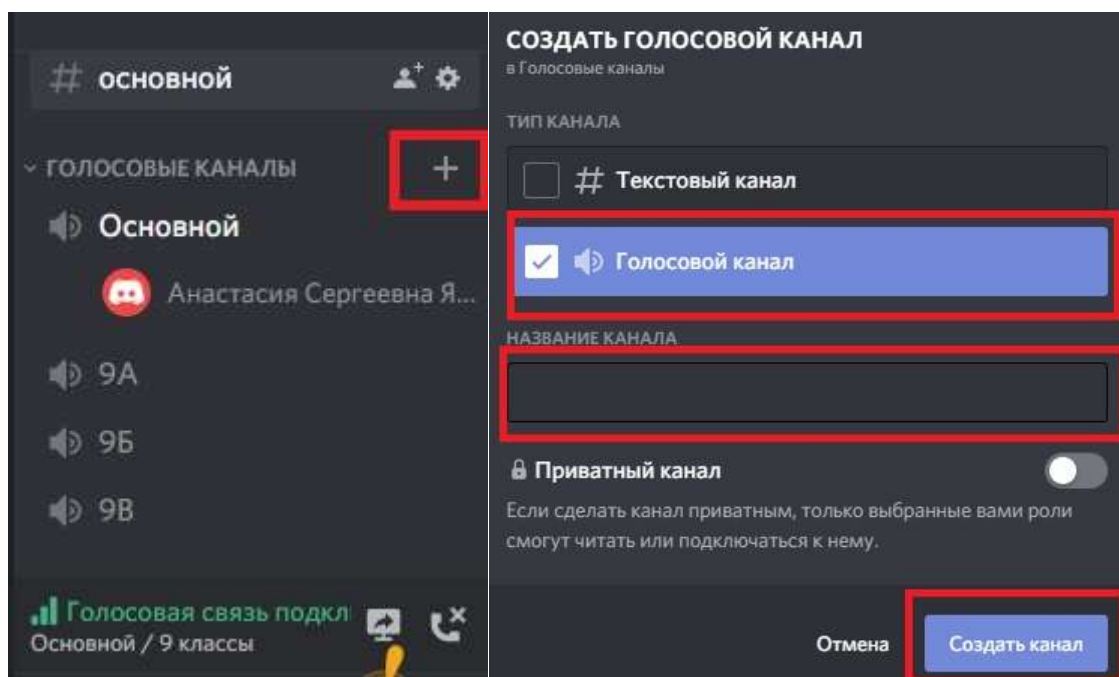 # основной
ГОЛОСОВЫЕ КАНАЛЫ +
Основной
Анастасия Сергеевна Я...
9А
9Б
9В
Голосовая связь подкл
Основной / 9 классы
СОЗДАТЬ ГОЛОСОВОЙ КАНАЛ
в Голосовые каналы
ТИП КАНАЛА
# Текстовый канал
Голосовой канал
НАЗВАНИЕ КАНАЛА
Приватный канал
Если сделать канал приватным, только выбранные вами роли
смогут читать или подключаться к нему.
Отмена
Создать канал